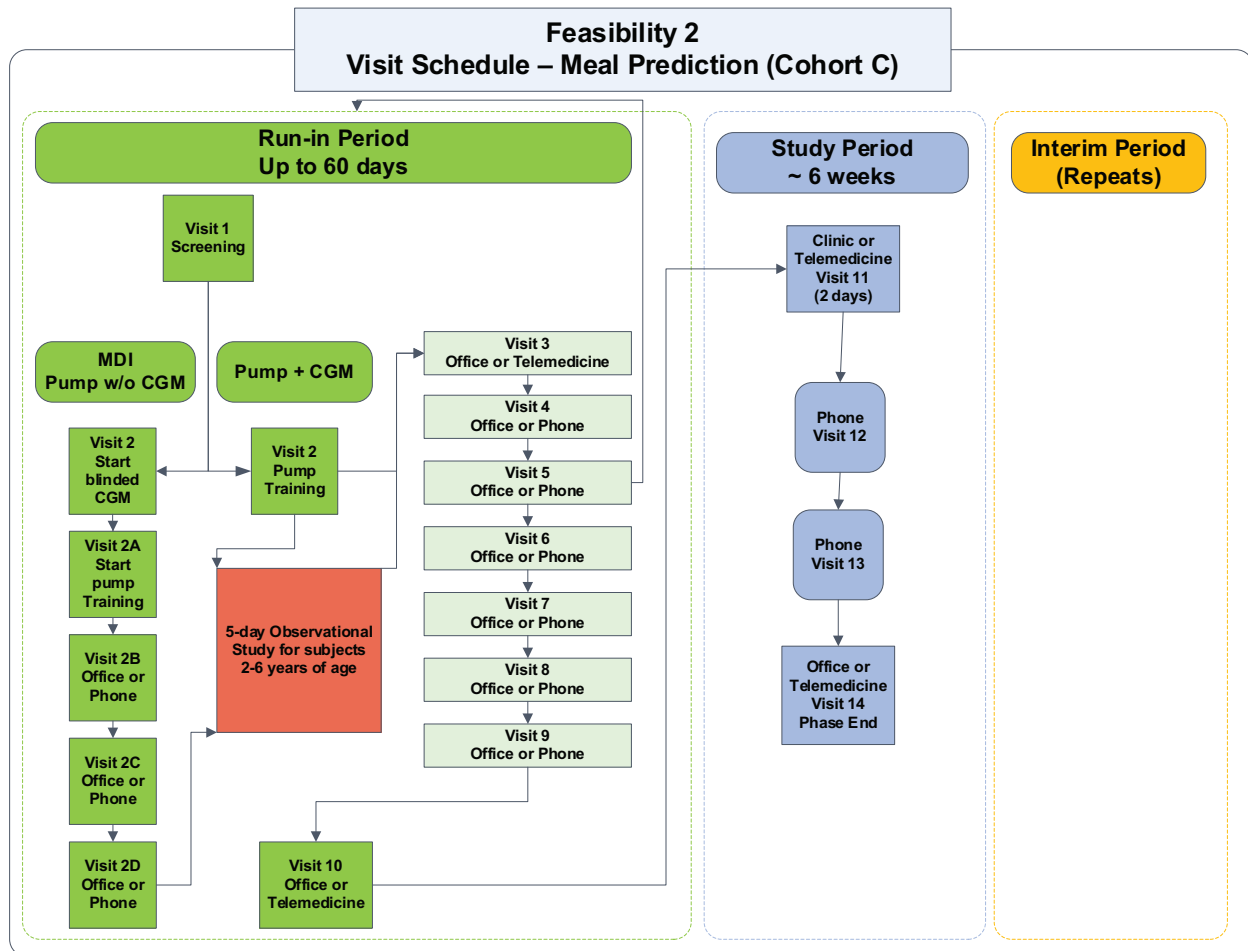 Feasibility 2
Visit Schedule – Meal Prediction (Cohort C)
Run-in Period
Up to 60 days
Visit 1
Screening
MDI
Pump w/o CGM
Pump + CGM
Visit 2
Start
blinded
CGM
Visit 2
Pump
Training
Visit 2A
Start
pump
Training
5-day Observational
Study for subjects
2-6 years of age
Visit 2B
Office or
Phone
Visit 2C
Office or
Phone
Visit 2D
Office or
Phone
Visit 3
Office or Telemedicine
Visit 4
Office or Phone
Visit 5
Office or Phone
Visit 6
Office or Phone
Visit 7
Office or Phone
Visit 8
Office or Phone
Visit 9
Office or Phone
Visit 10
Office or
Telemedicine
Study Period
~ 6 weeks
Clinic or
Telemedicine
Visit 11
(2 days)
Phone
Visit 12
Phone
Visit 13
Office or
Telemedicine
Visit 14
Phase End
Interim Period
(Repeats)